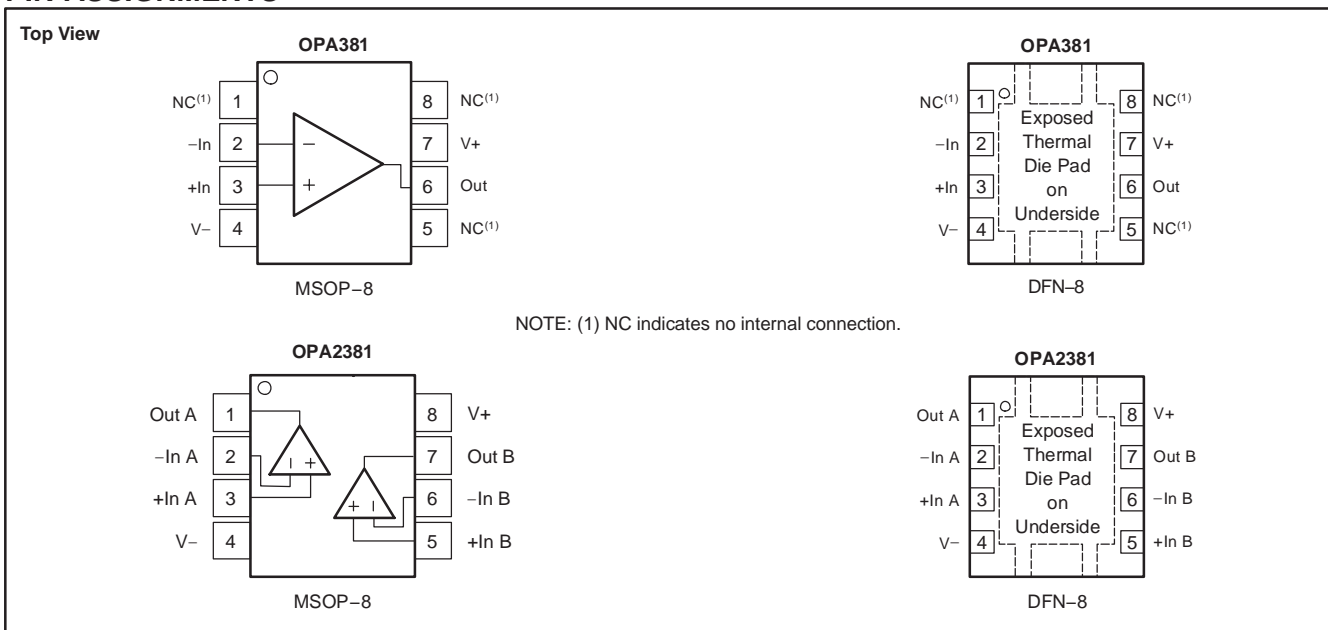 Top View
OPA381
NC(1) 1
−In 2
+In 3
V− 4
8 NC(1)
7 V+
6 Out
5 NC(1)
−
+
MSOP−8
OPA381
NC(1) 1
−In 2
+In 3
V− 4
Exposed
Thermal
Die Pad
on
Underside
8 NC(1)
7 V+
6 Out
5 NC(1)
DFN−8
NOTE: (1) NC indicates no internal connection.
OPA2381
Out A 1
−In A 2
+In A 3
V− 4
8 V+
7 Out B
6 −In B
5 +In B
− +
+ −
MSOP−8
OPA2381
Out A 1
−In A 2
+In A 3
V− 4
Exposed
Thermal
Die Pad
on
Underside
8 V+
7 Out B
6 −In B
5 +In B
DFN−8